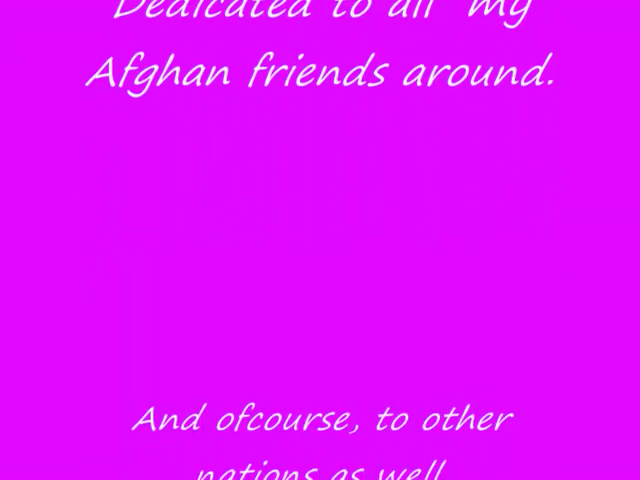 Dedicated to all my
Afghan friends around.
And ofcourse, to other
nations as well